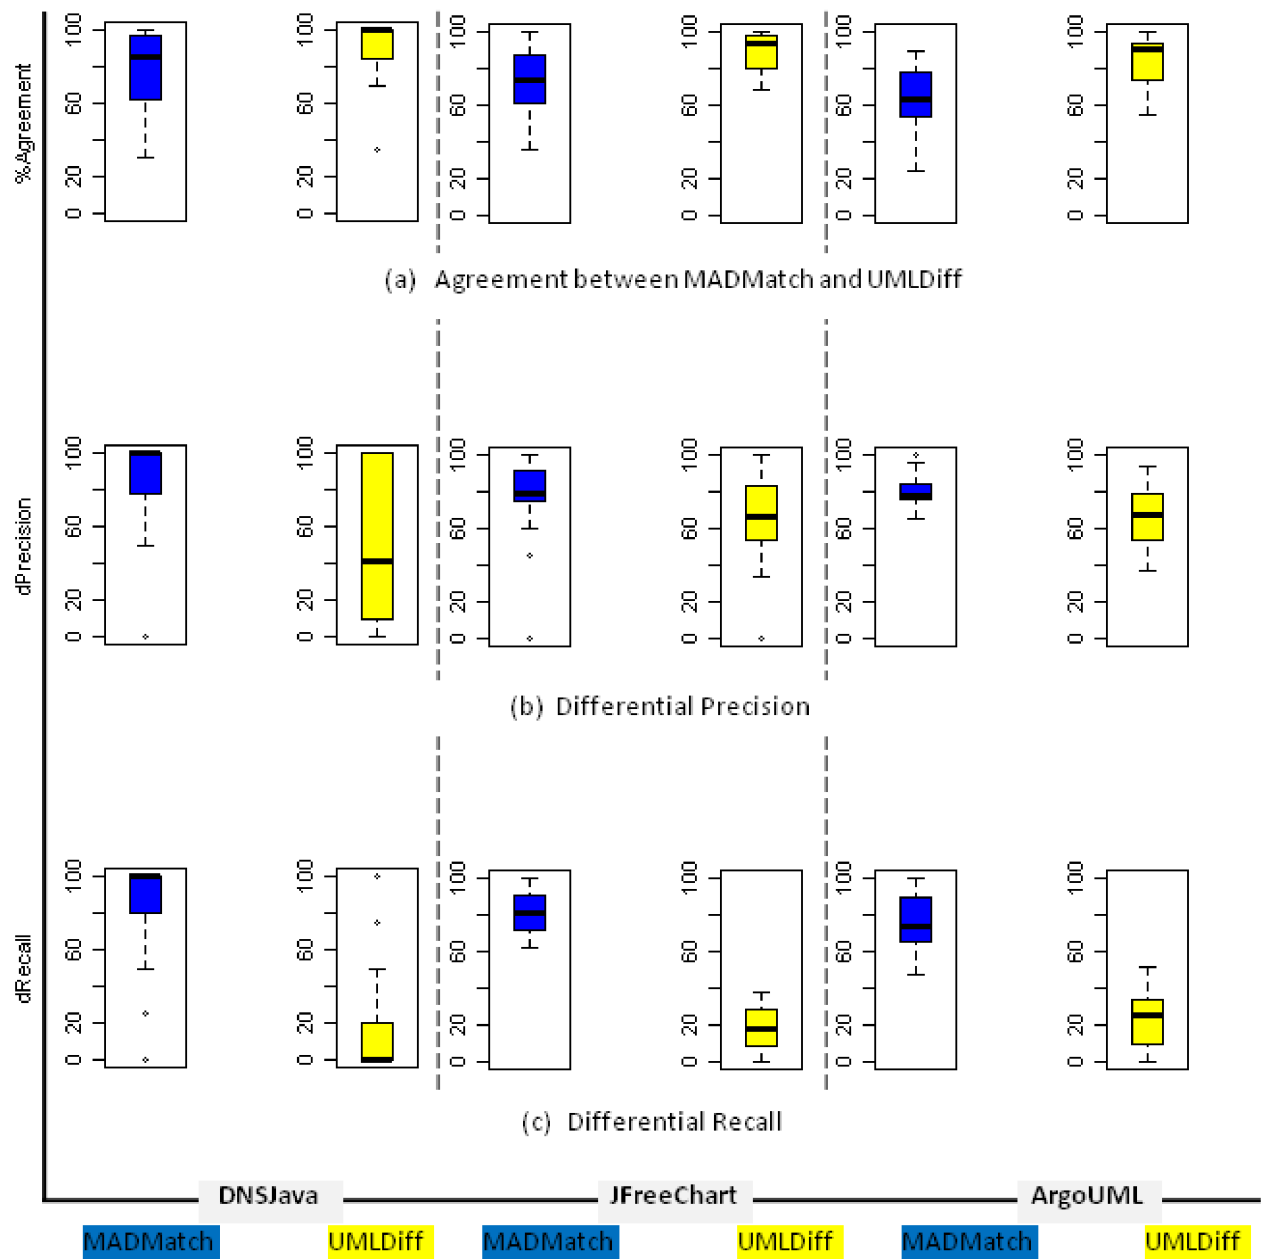 %Agreement
0 20 60 100
0 20 60 100
0 20 60 100
0 20 60 100
0 20 60 100
0 20 60 100
(a) Agreement between MADMatch and UMLDiff
dPrecision
0 20 60 100
0 20 60 100
0 20 60 100
0 20 60 100
0 20 60 100
0 20 60 100
(b) Differential Precision
dRecall
0 20 60 100
0 20 60 100
0 20 60 100
0 20 60 100
0 20 60 100
0 20 60 100
(c) Differential Recall
DNSJava JFreeChart ArgoUML
MADMatch UMLDiff MADMatch UMLDiff MADMatch UMLDiff